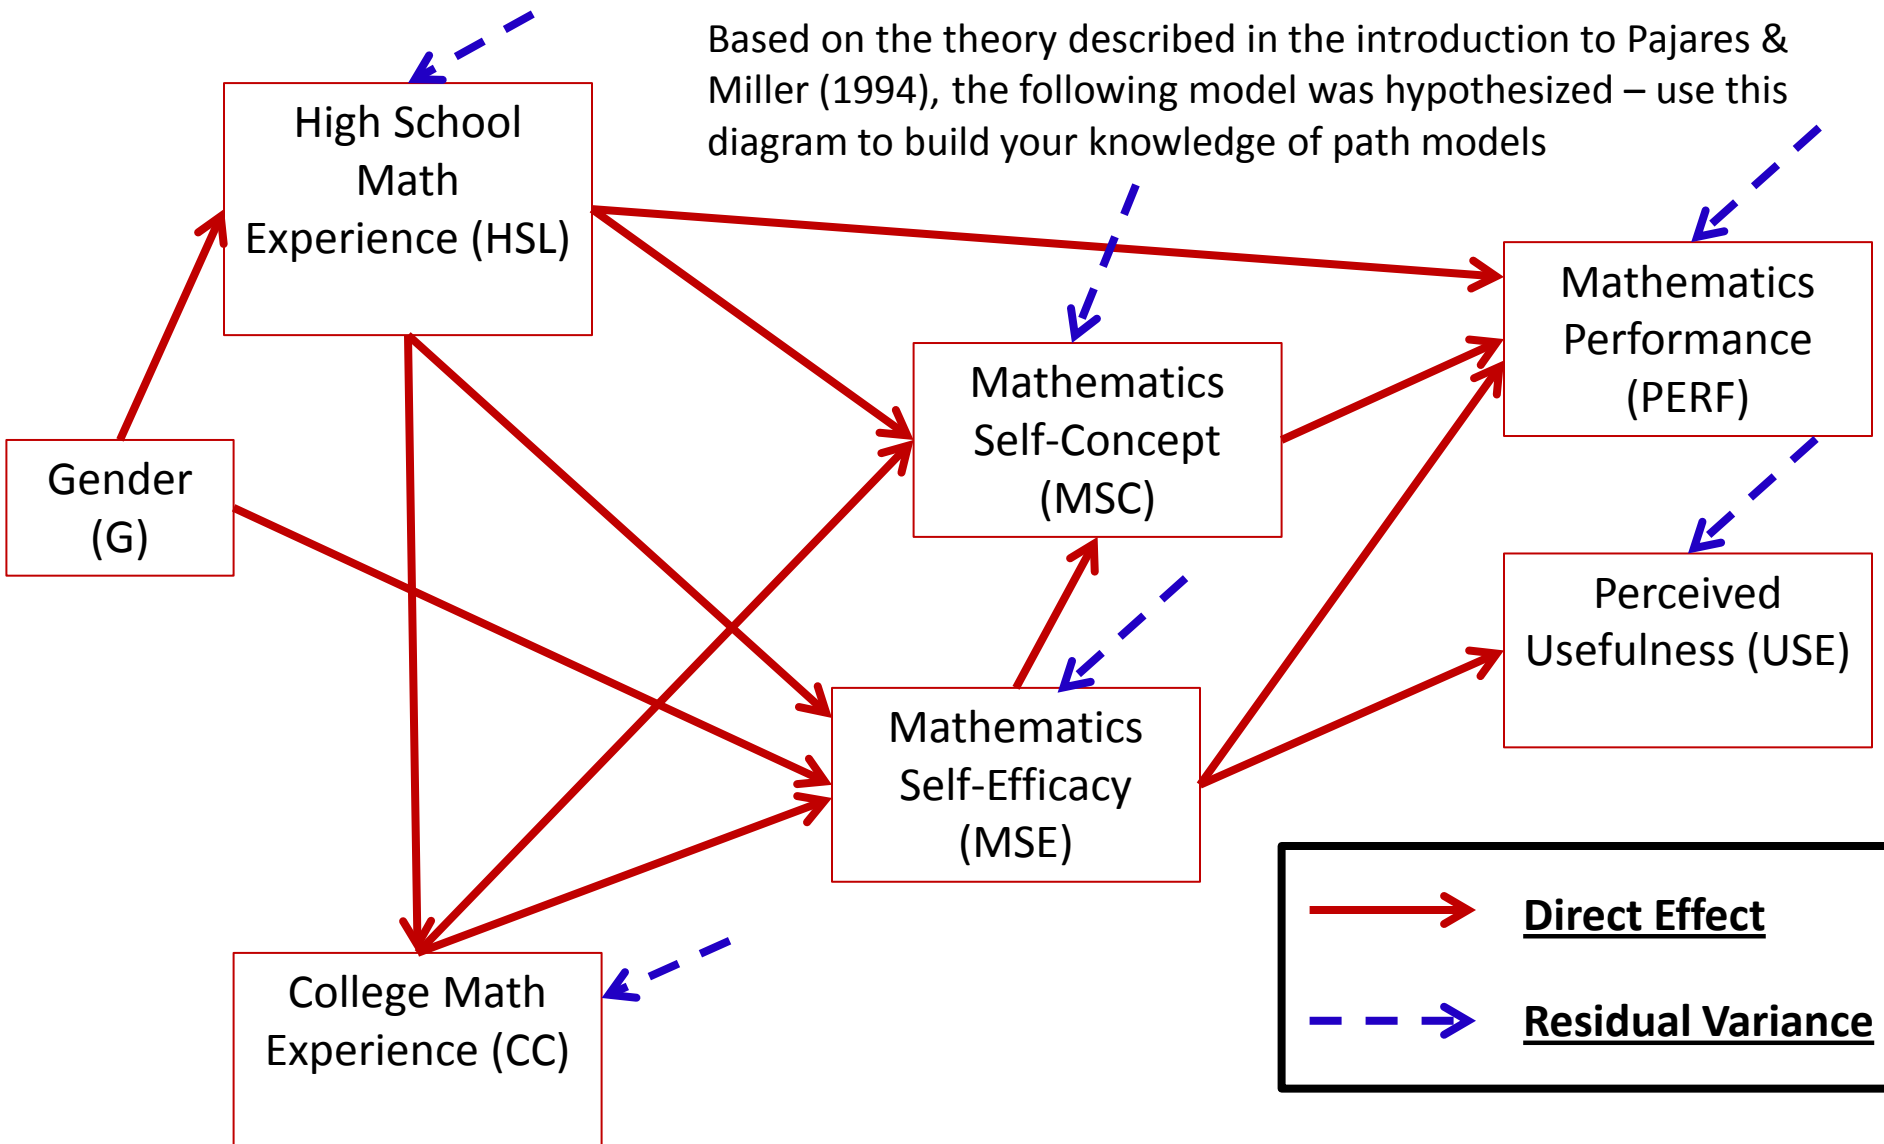 Based on the theory described in the introduction to Pajares &
Miller (1994), the following model was hypothesized – use this
diagram to build your knowledge of path models
High School
Math
Experience (HSL)
Mathematics
Performance
(PERF)
Mathematics
Self-Concept
(MSC)
Gender
(G)
Perceived
Usefulness (USE)
Mathematics
Self-Efficacy
(MSE)
College Math
Experience (CC)
Direct Effect
Residual Variance